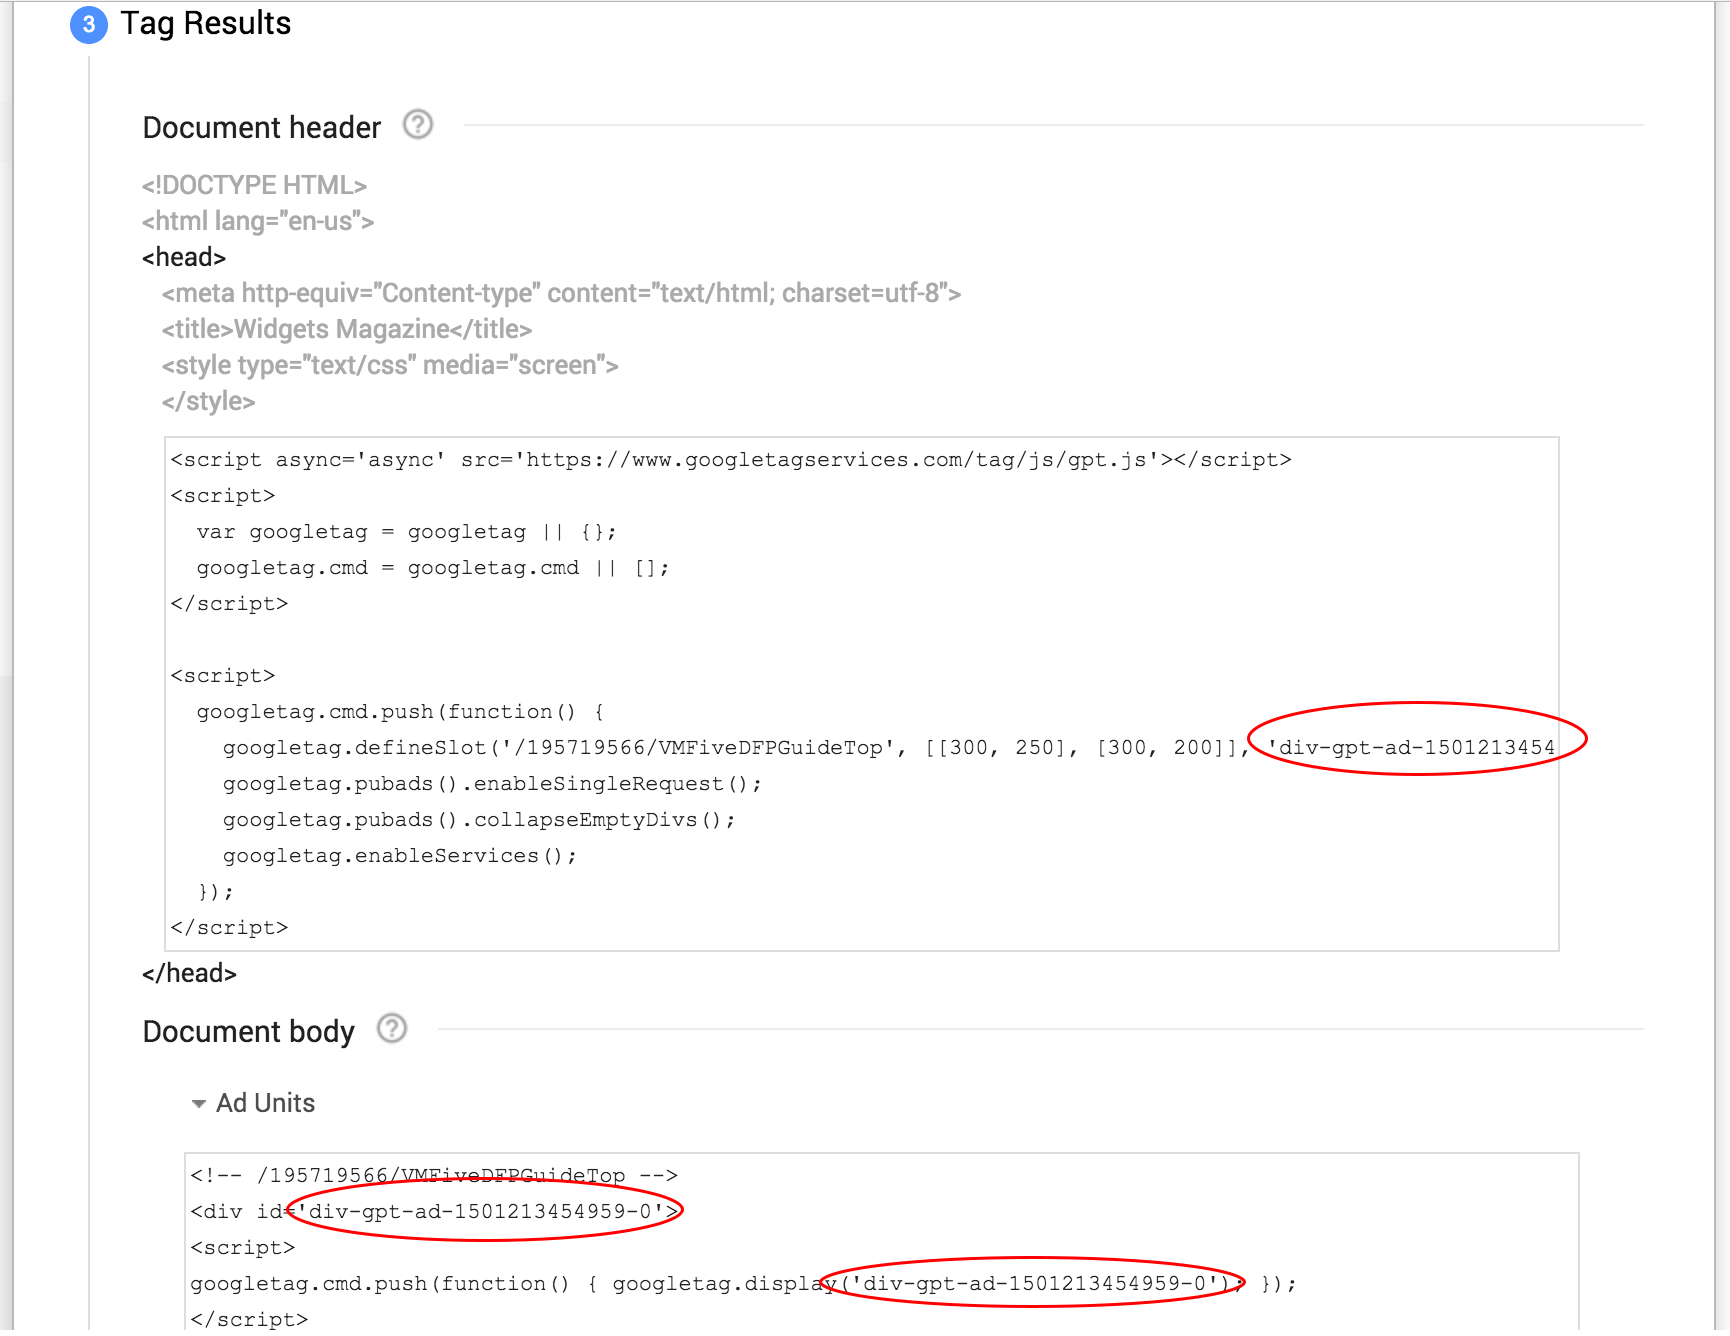 3 Tag Results
Document header ?
<!DOCTYPE HTML>
<html lang="en-us">
<head>
<meta http-equiv="Content-type" content="text/html; charset=utf-8">
<title>Widgets Magazine</title>
<style type="text/css" media="screen">
</style>
<script async='async' src='https://www.googletagservices.com/tag/js/gpt.js'></script>
<script>
var googletag = googletag || {};
googletag.cmd = googletag.cmd || [];
</script>
<script>
googletag.cmd.push(function() {
googletag.defineSlot('/195719566/VMFiveDFPGuideTop', [[300, 250], [300, 200]], 'div-gpt-ad-1501213454
googletag.pubads().enableSingleRequest();
googletag.pubads().collapseEmptyDivs();
googletag.enableServices();
});
</script>
</head>
Document body ?
Ad Units
<!-- /195719566/VMFiveDFPGuideTop -->
<div id='div-gpt-ad-1501213454959-0'>
<script>
googletag.cmd.push(function() { googletag.display('div-gpt-ad-1501213454959-0'); });
</script>